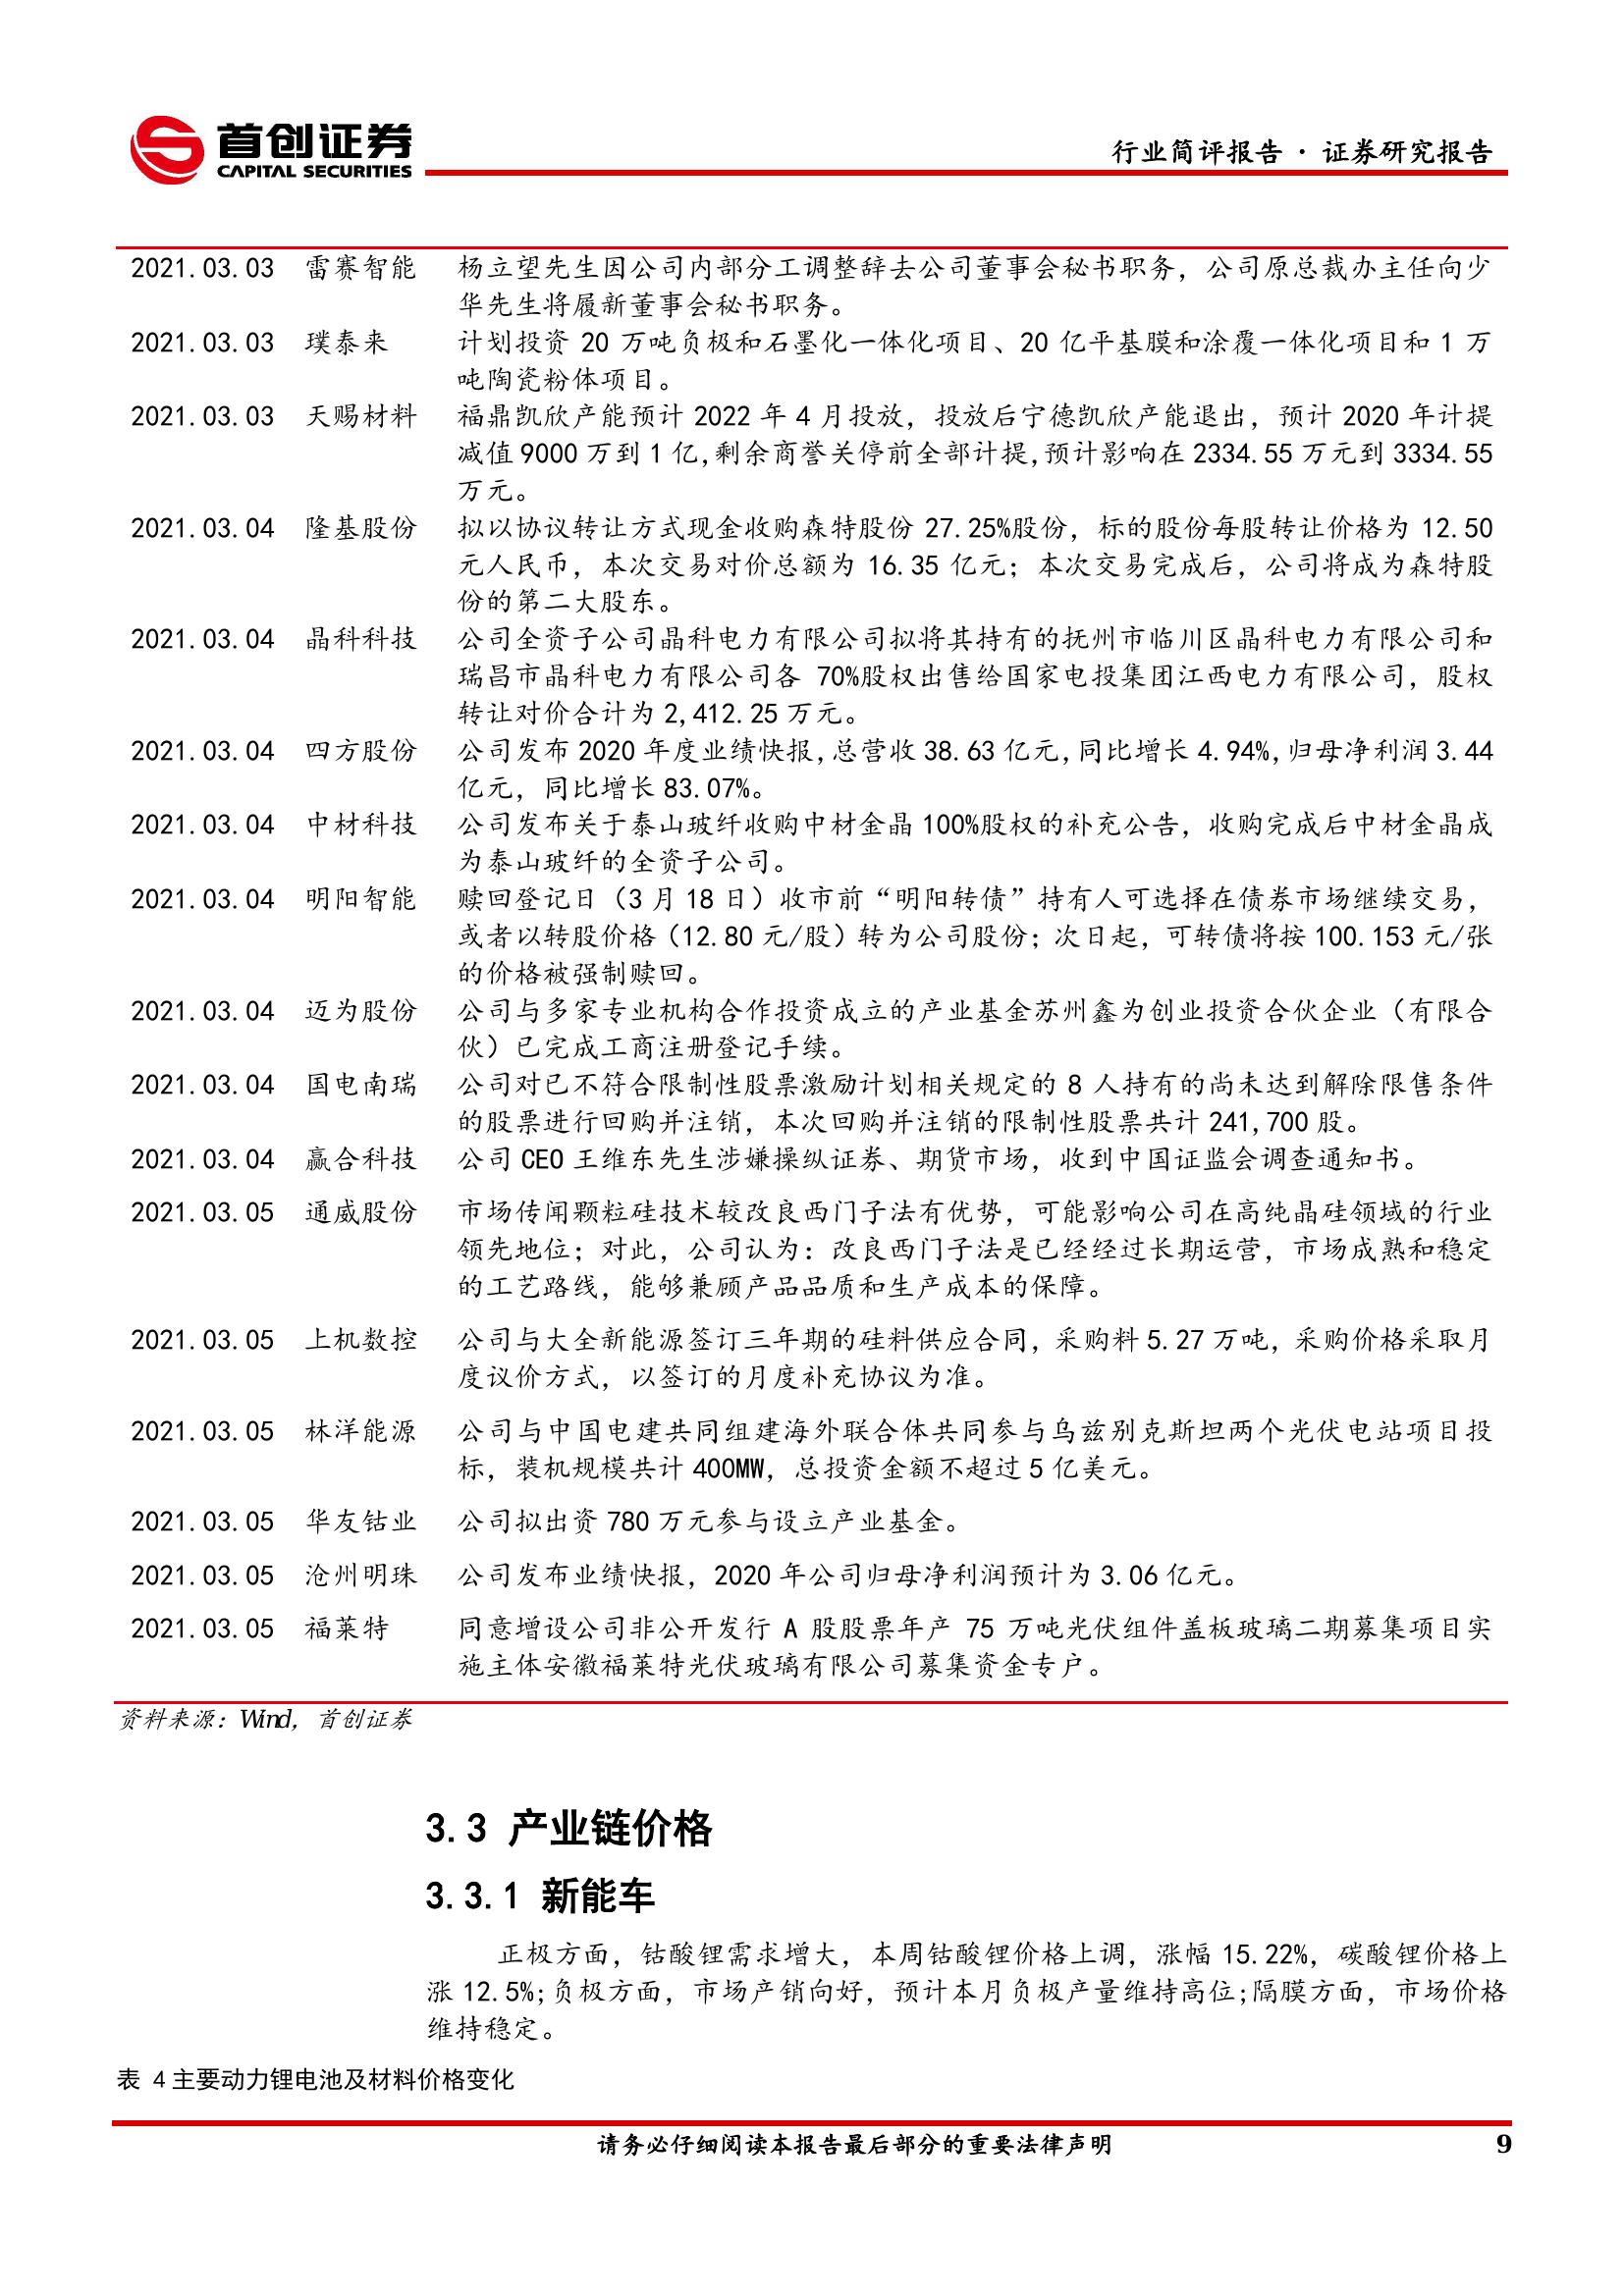 首创证券
CAPITAL SECURITIES
行业简评报告 · 证券研究报告
2021.03.03 雷赛智能 杨立望先生因公司内部分工调整辞去公司董事会秘书职务，公司原总裁办主任向少
华先生将履新董事会秘书职务。
2021.03.03 璞泰来 计划投资 20 万吨负极和石墨化一体化项目、20 亿平基膜和涂覆一体化项目和 1 万
吨陶瓷粉体项目。
2021.03.03 天赐材料 福鼎凯欣产能预计 2022 年 4 月投放，投放后宁德凯欣产能退出，预计 2020 年计提
减值 9000 万到 1 亿,剩余商誉关停前全部计提,预计影响在 2334.55 万元到 3334.55
万元。
2021.03.04 隆基股份 拟以协议转让方式现金收购森特股份 27.25%股份，标的股份每股转让价格为 12.50
元人民币，本次交易对价总额为 16.35 亿元；本次交易完成后，公司将成为森特股
份的第二大股东。
2021.03.04 晶科科技 公司全资子公司晶科电力有限公司拟将其持有的抚州市临川区晶科电力有限公司和
瑞昌市晶科电力有限公司各 70%股权出售给国家电投集团江西电力有限公司，股权
转让对价合计为 2,412.25 万元。
2021.03.04 四方股份 公司发布 2020 年度业绩快报,总营收 38.63 亿元,同比增长 4.94%,归母净利润 3.44
亿元，同比增长 83.07%。
2021.03.04 中材科技 公司发布关于泰山玻纤收购中材金晶 100%股权的补充公告，收购完成后中材金晶成
为泰山玻纤的全资子公司。
2021.03.04 明阳智能 赎回登记日（3 月 18 日）收市前“明阳转债”持有人可选择在债券市场继续交易，
或者以转股价格（12.80 元/股）转为公司股份；次日起，可转债将按 100.153 元/张
的价格被强制赎回。
2021.03.04 迈为股份 公司与多家专业机构合作投资成立的产业基金苏州鑫为创业投资合伙企业（有限合
伙）已完成工商注册登记手续。
2021.03.04 国电南瑞 公司对已不符合限制性股票激励计划相关规定的 8 人持有的尚未达到解除限售条件
的股票进行回购并注销，本次回购并注销的限制性股票共计 241,700 股。
2021.03.04 赢合科技 公司 CEO 王维东先生涉嫌操纵证券、期货市场，收到中国证监会调查通知书。
2021.03.05 通威股份 市场传闻颗粒硅技术较改良西门子法有优势，可能影响公司在高纯晶硅领域的行业
领先地位；对此，公司认为：改良西门子法是已经经过长期运营，市场成熟和稳定
的工艺路线，能够兼顾产品品质和生产成本的保障。
2021.03.05 上机数控 公司与大全新能源签订三年期的硅料供应合同，采购料 5.27 万吨，采购价格采取月
度议价方式，以签订的月度补充协议为准。
2021.03.05 林洋能源 公司与中国电建共同组建海外联合体共同参与乌兹别克斯坦两个光伏电站项目投
标，装机规模共计 400MW，总投资金额不超过 5 亿美元。
2021.03.05 华友钴业 公司拟出资 780 万元参与设立产业基金。
2021.03.05 沧州明珠 公司发布业绩快报，2020 年公司归母净利润预计为 3.06 亿元。
2021.03.05 福莱特 同意增设公司非公开发行 A 股股票年产 75 万吨光伏组件盖板玻璃二期募集项目实
施主体安徽福莱特光伏玻璃有限公司募集资金专户。
资料来源：Wind，首创证券
3.3 产业链价格
3.3.1 新能车
正极方面，钴酸锂需求增大，本周钴酸锂价格上调，涨幅 15.22%，碳酸锂价格上
涨 12.5%;负极方面，市场产销向好，预计本月负极产量维持高位;隔膜方面，市场价格
维持稳定。
表 4 主要动力锂电池及材料价格变化
请务必仔细阅读本报告最后部分的重要法律声明 9